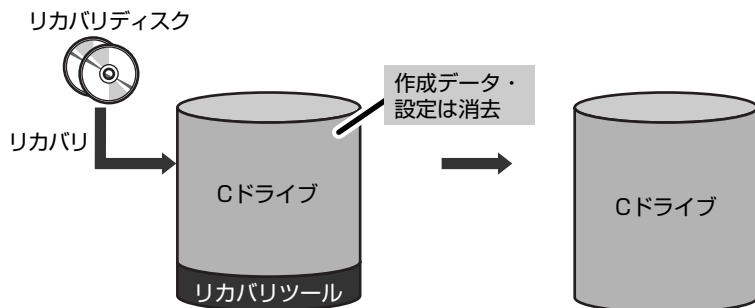 リカバリディスク
作成データ・
設定は消去
リカバリ
Cドライブ
Cドライブ
リカバリツール